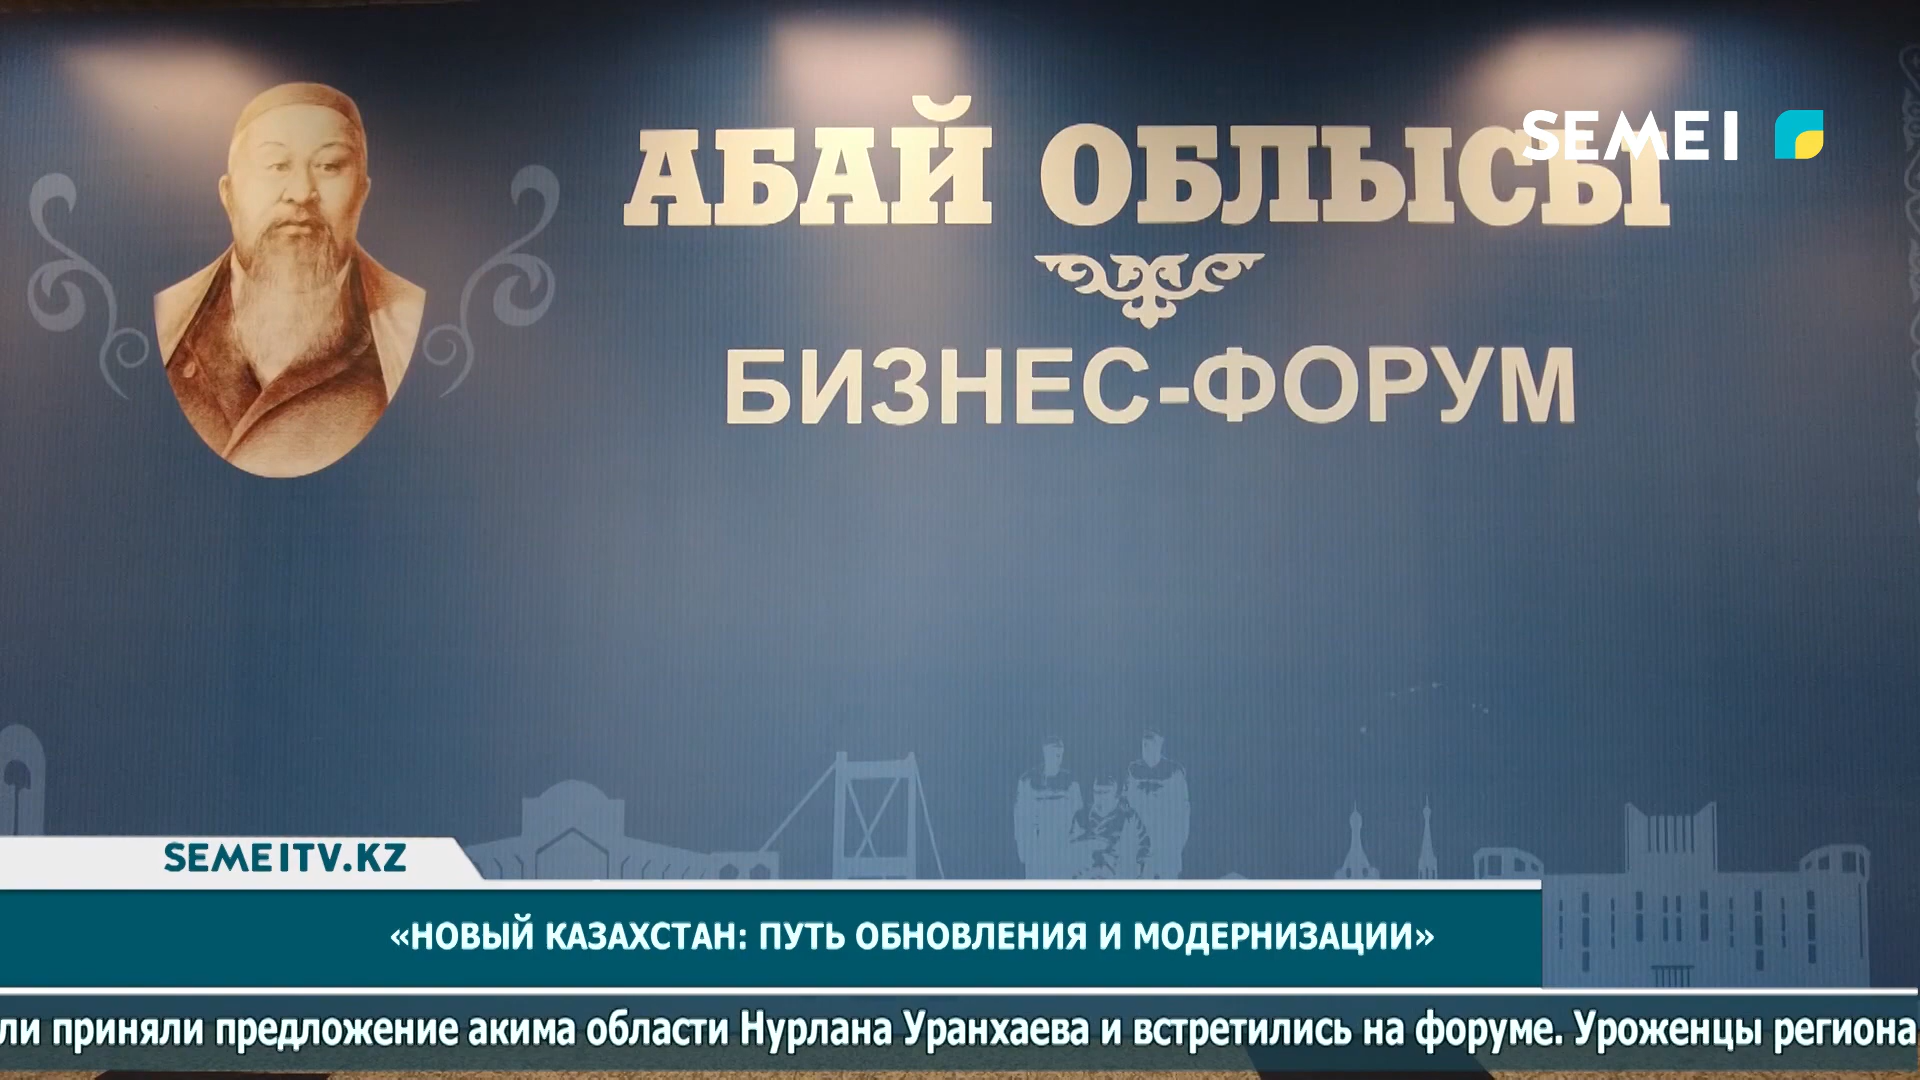 АБАЙ ОБЛЫСЫ
SEMEI
БИЗНЕС-ФОРУМ
SEMEITV.KZ
«НОВЫЙ КАЗАХСТАН: ПУТЬ ОБНОВЛЕНИЯ И МОДЕРНИЗАЦИИ»
ли приняли предложение акима области Нурлана Уранхаева и встретились на форуме. Уроженцы региона